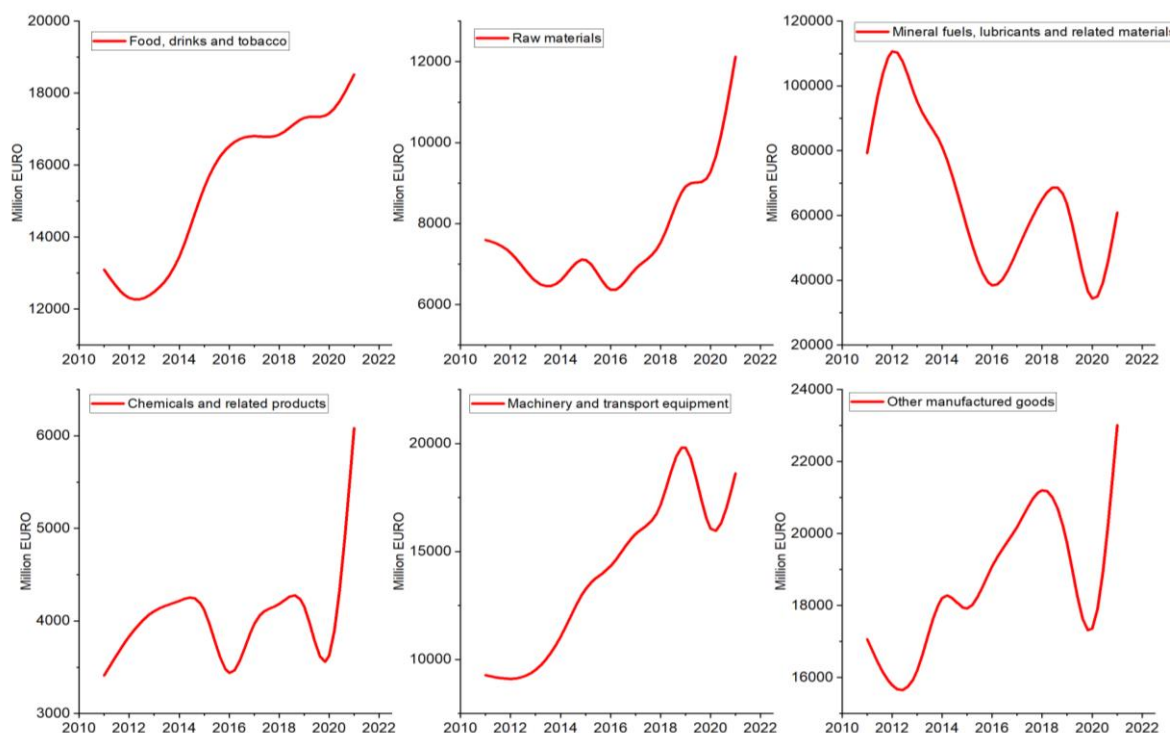 Food, drinks and tobacco
Million EURO
20000
18000
16000
14000
12000
2010 2012 2014 2016 2018 2020 2022
Raw materials
Million EURO
12000
10000
8000
6000
2010 2012 2014 2016 2018 2020 2022
Mineral fuels, lubricants and related materials
Million EURO
120000
100000
80000
60000
40000
20000
2010 2012 2014 2016 2018 2020 2022
Chemicals and related products
Million EURO
6000
5000
4000
3000
2010 2012 2014 2016 2018 2020 2022
Machinery and transport equipment
Million EURO
20000
15000
10000
2010 2012 2014 2016 2018 2020 2022
Other manufactured goods
Million EURO
24000
22000
20000
18000
16000
2010 2012 2014 2016 2018 2020 2022